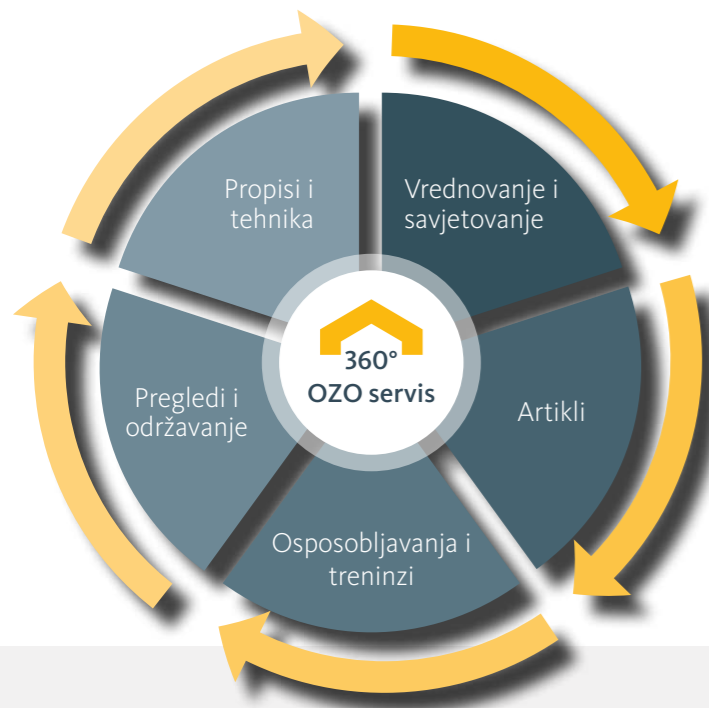 Propisi i
tehnika
Vrednovanje i
savjetovanje
360°
OZO servis
Pregledi i
održavanje
Artikli
Osposobljavanja i
treninzi